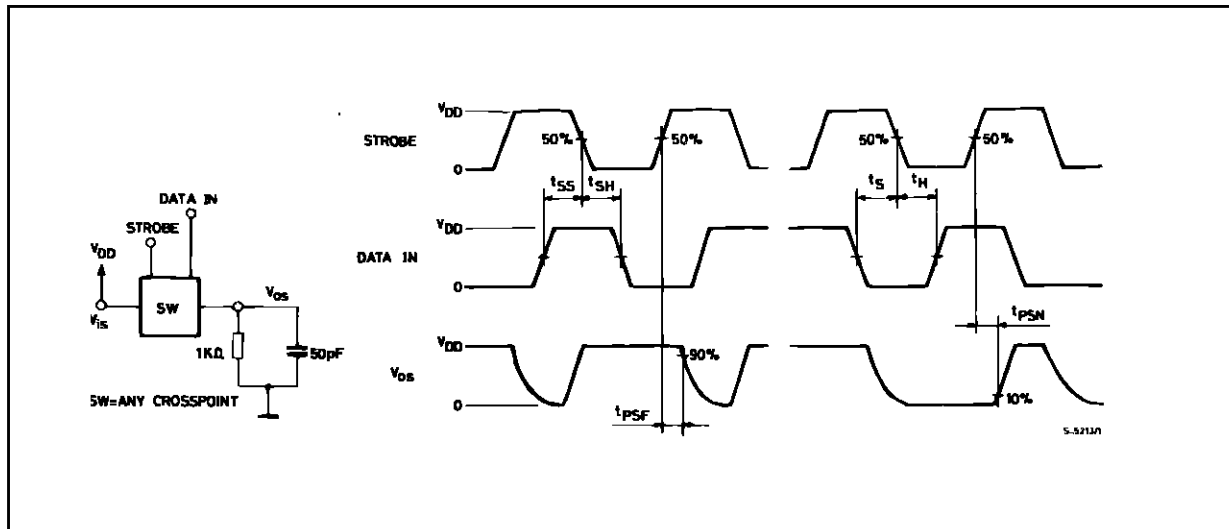 DATA IN
STROBE
VDD
Vis
SW
Vos
1KΩ
50pF
SW=ANY CROSSPOINT
STROBE
VDD
0
50%
50%
50%
50%
tSS
tSH
tS
tH
DATA IN
VDD
0
tPSN
Vos
VDD
0
90%
10%
tPSF
S-5213/1